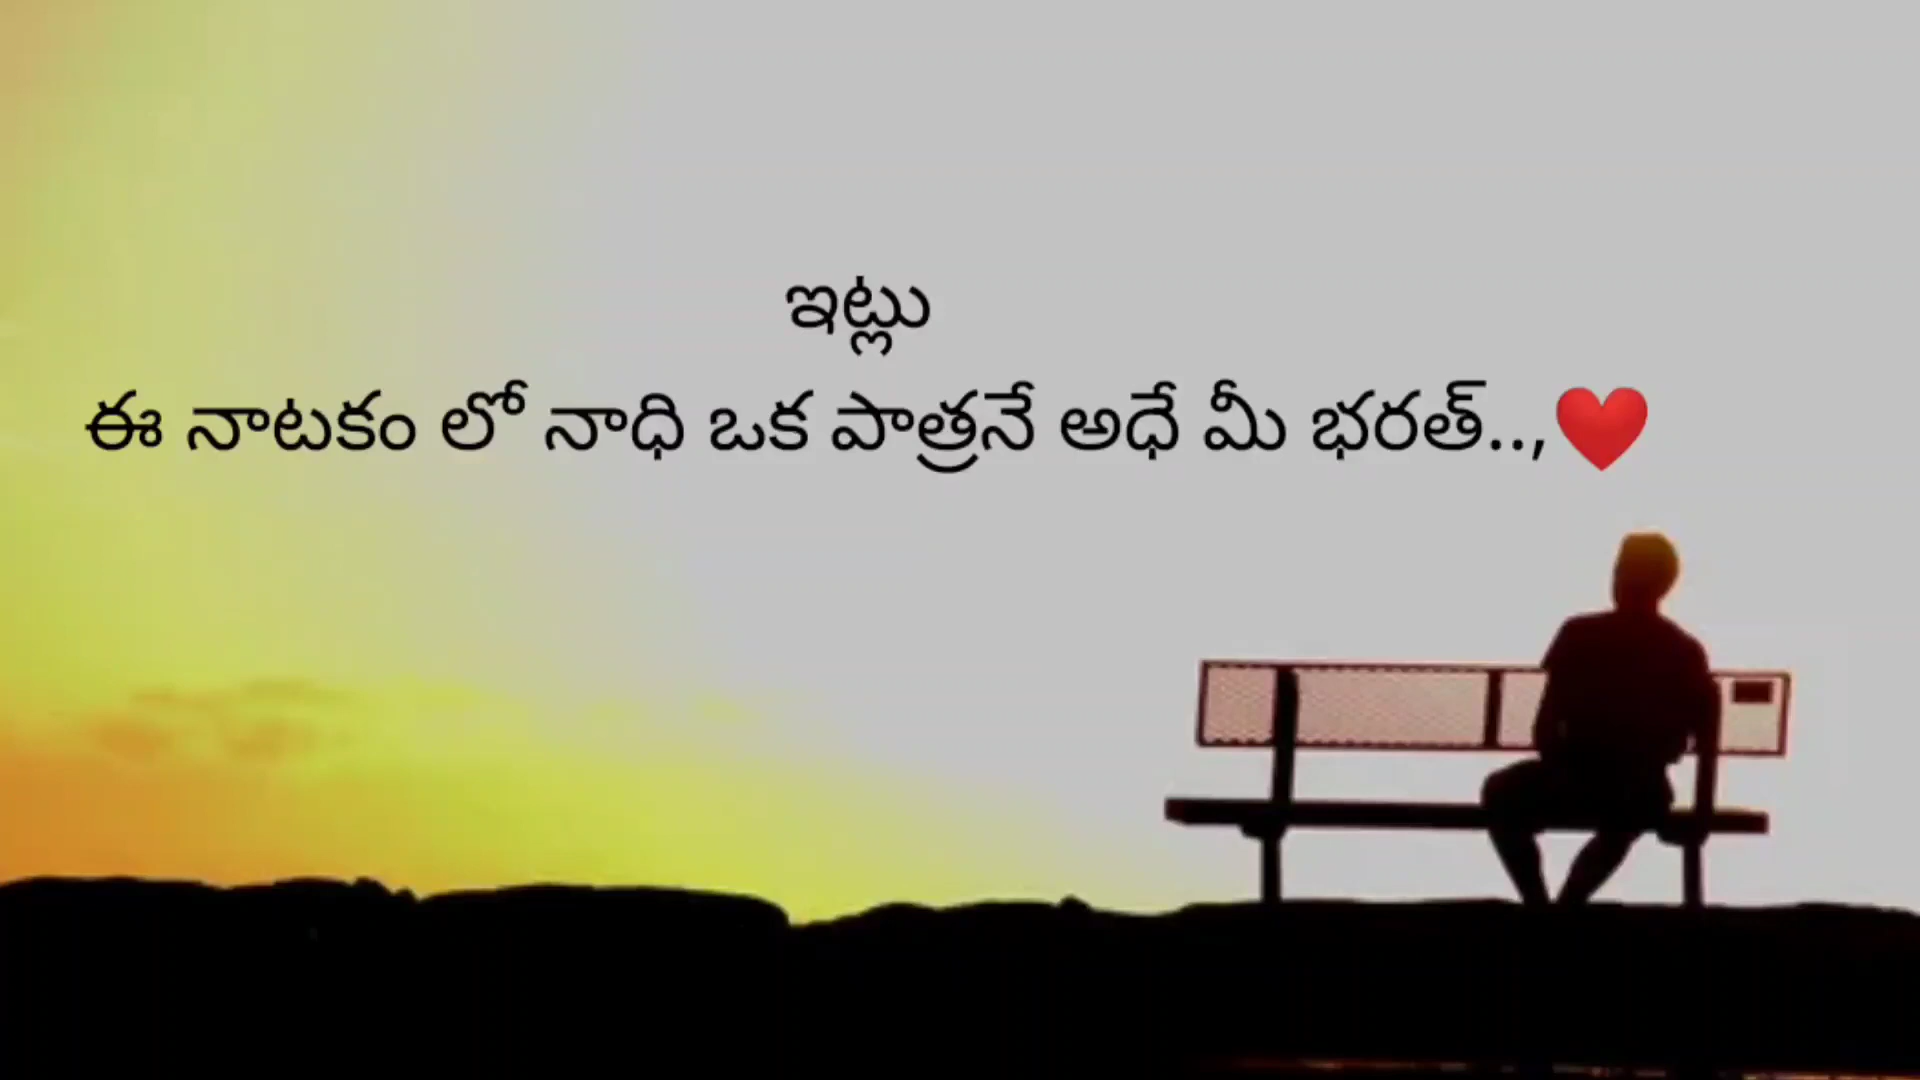 ఇట్లు
ఈ నాటకం లో నాధి ఒక పాత్రనే అధే మీ భరత్..,❤️